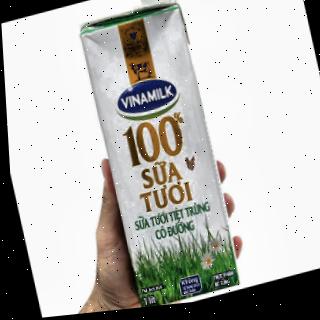 VINAMILK
100%
SỮA
TƯƠI
SỮA TƯƠI TIỆT TRÙNG
CÓ ĐƯỜNG